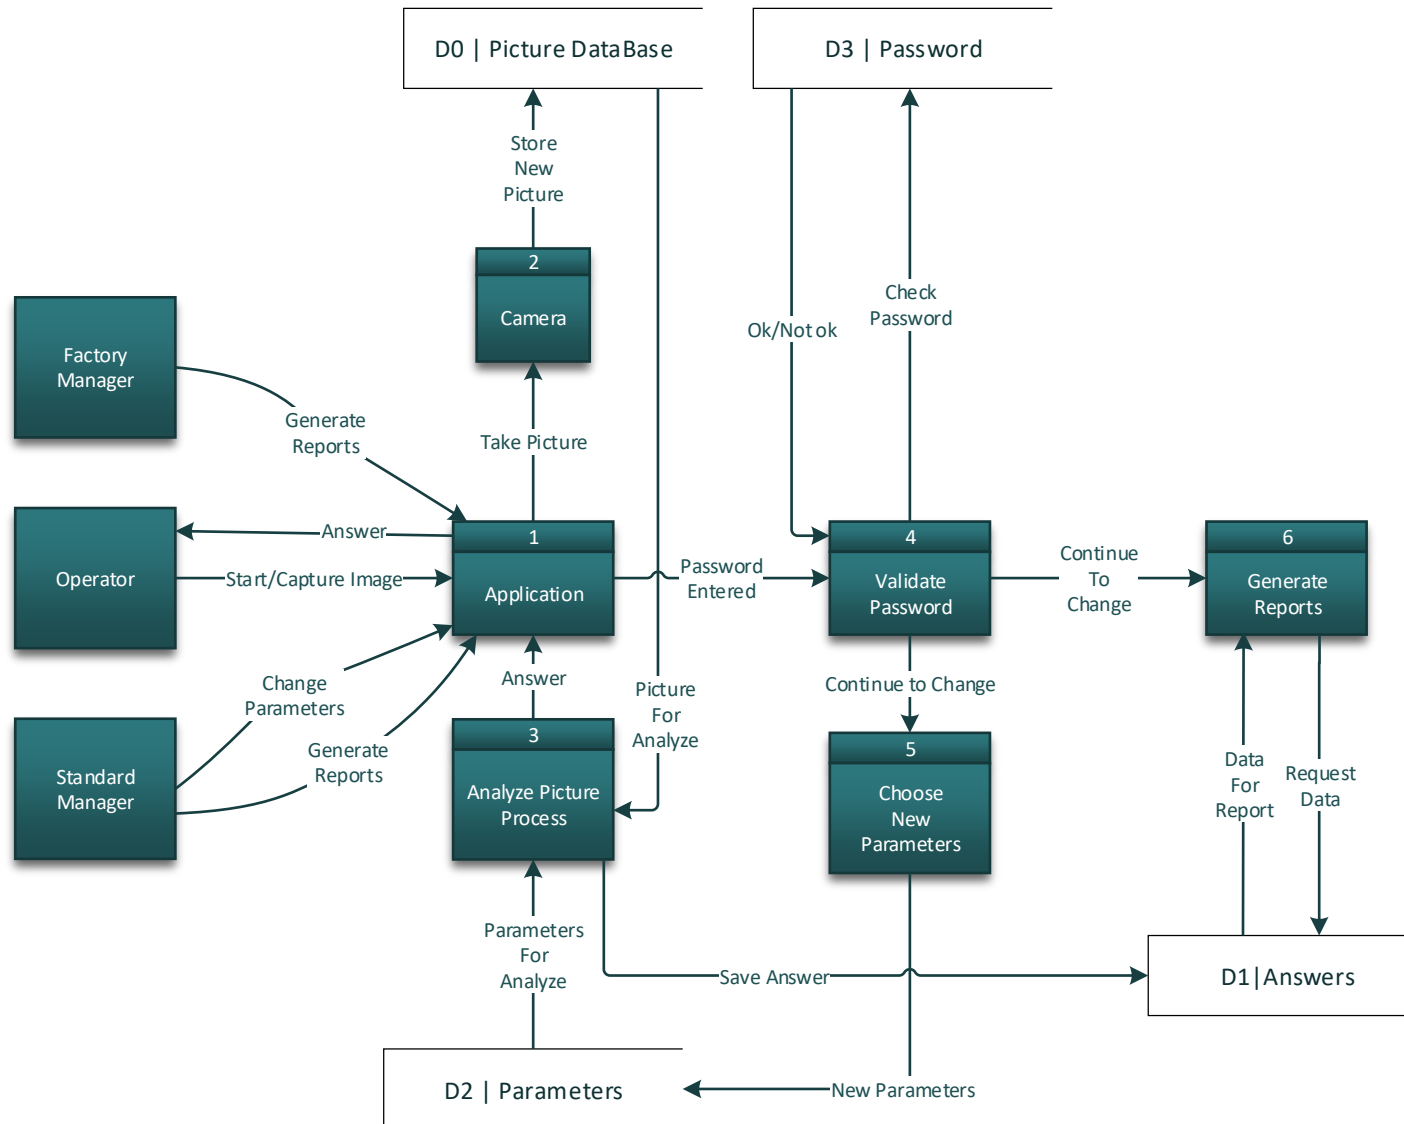 D0 | Picture DataBase
D3 | Password
Store
New
Picture
2
Camera
Check
Password
Ok/Not ok
Factory
Manager
Generate
Reports
Take Picture
Operator
Answer
Start/Capture Image
1
Application
Password
Entered
4
Validate
Password
Continue
To
Change
6
Generate
Reports
Change
Parameters
Answer
Picture
For
Analyze
Continue to Change
Standard
Manager
Generate
Reports
3
Analyze Picture
Process
5
Choose
New
Parameters
Data
For
Report
Request
Data
Parameters
For
Analyze
Save Answer
D1|Answers
D2 | Parameters
New Parameters